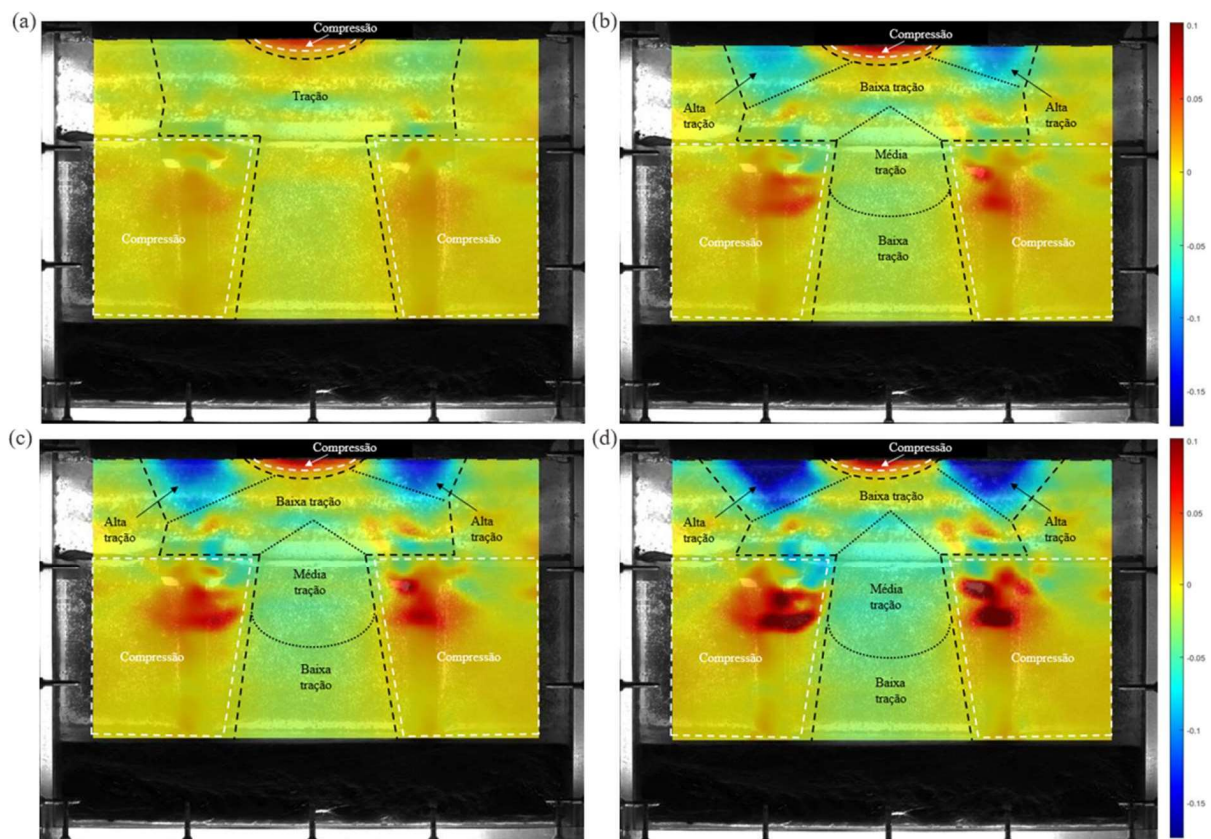 (a)
Compressão
Tração
Compressão
Compressão
(b)
Compressão
Baixa tração
Alta
tração
Alta
tração
Média
tração
Compressão
Compressão
Baixa
tração
0.1
0.05
0
-0.05
-0.1
-0.15
(c)
Compressão
Baixa tração
Alta
tração
Alta
tração
Média
tração
Compressão
Compressão
Baixa
tração
(d)
Compressão
Baixa tração
Alta
tração
Alta
tração
Média
tração
Compressão
Compressão
Baixa
tração
0.1
0.05
0
-0.05
-0.1
-0.15